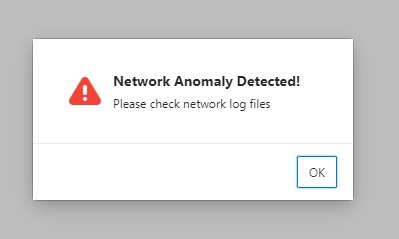 Network Anomaly Detected!
Please check network log files
OK